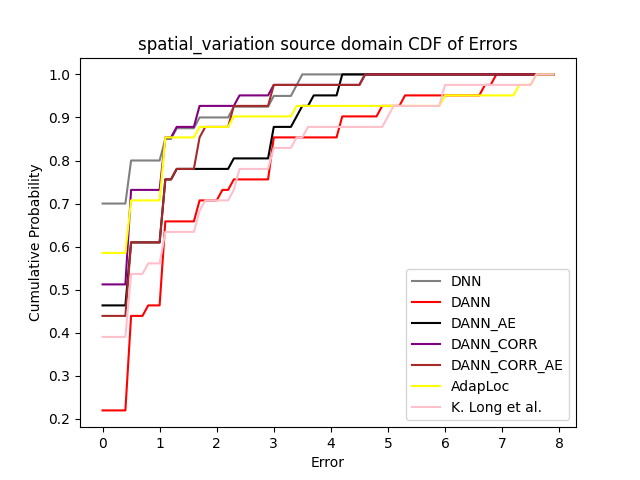 spatial_variation source domain CDF of Errors
Cumulative Probability
1.0
0.9
0.8
0.7
0.6
0.5
0.4
0.3
0.2
DNN
DANN
DANN_AE
DANN_CORR
DANN_CORR_AE
AdapLoc
K. Long et al.
0 1 2 3 4 5 6 7 8
Error